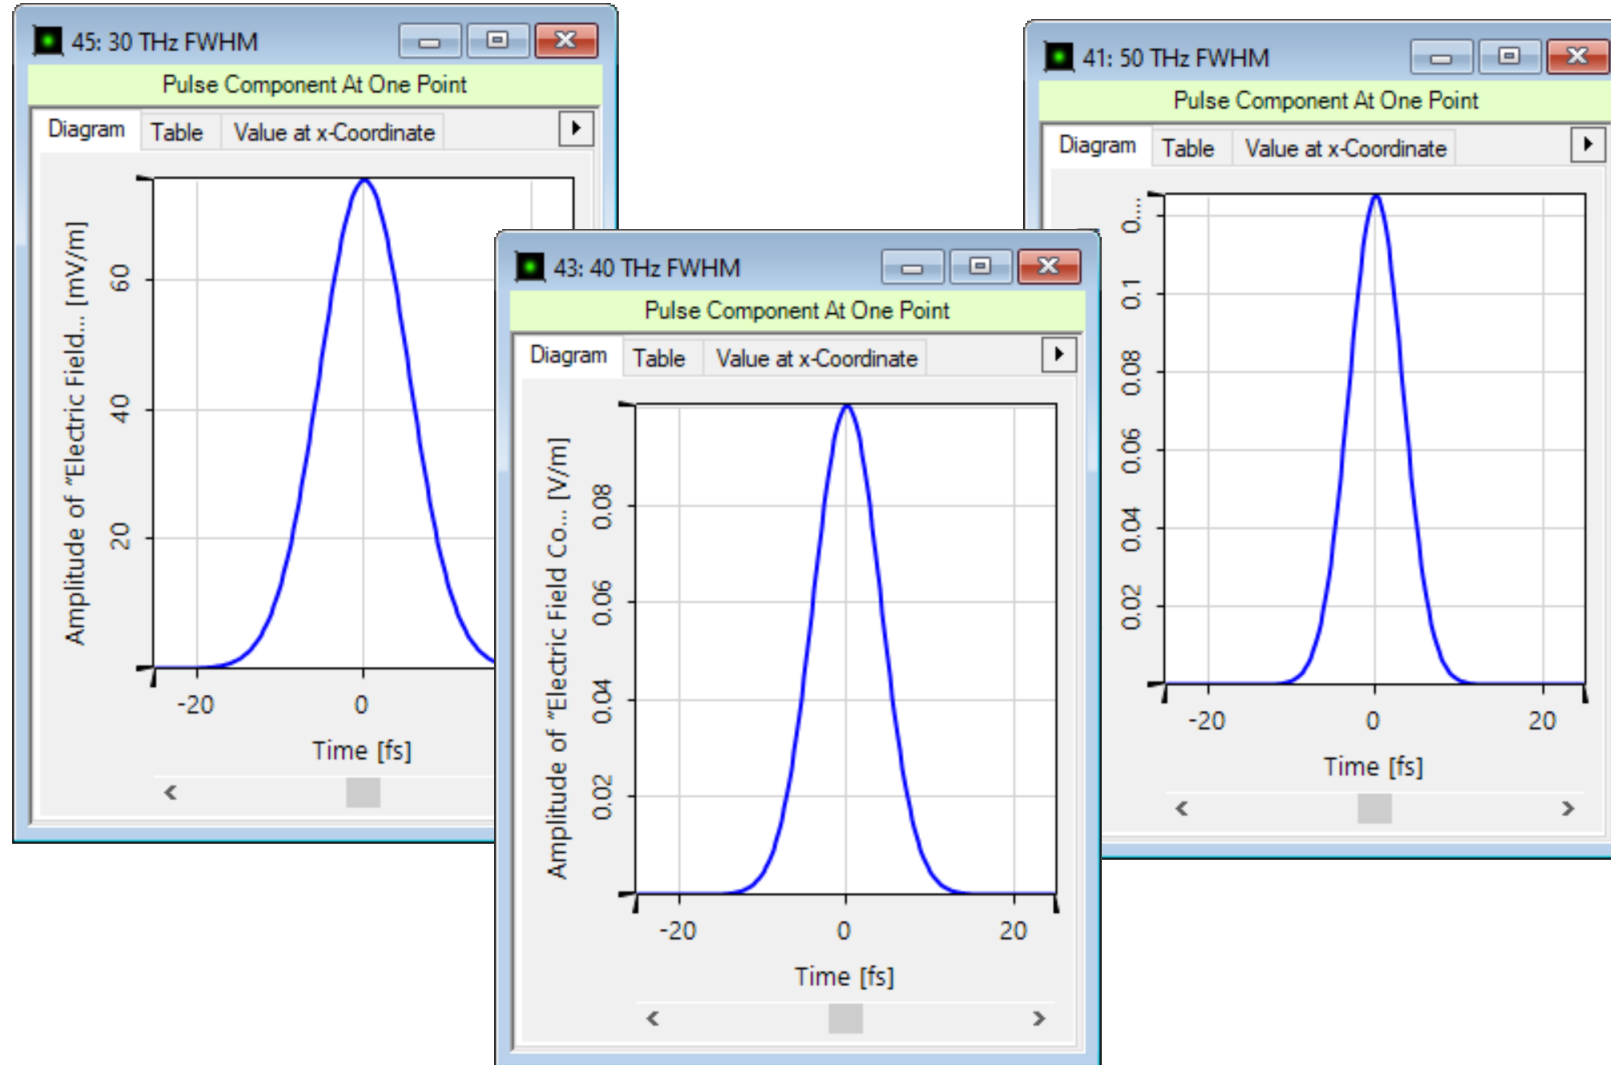 45: 30 THz FWHM
Pulse Component At One Point
Diagram Table Value at x-Coordinate
Amplitude of "Electric Field... [mV/m]
60
40
20
-20 0
Time [fs]
43: 40 THz FWHM
Pulse Component At One Point
Diagram Table Value at x-Coordinate
Amplitude of "Electric Field Co... [V/m]
0.08
0.06
0.04
0.02
-20 0 20
Time [fs]
41: 50 THz FWHM
Pulse Component At One Point
Diagram Table Value at x-Coordinate
0...
0.1
0.08
0.06
0.04
0.02
-20 0 20
Time [fs]